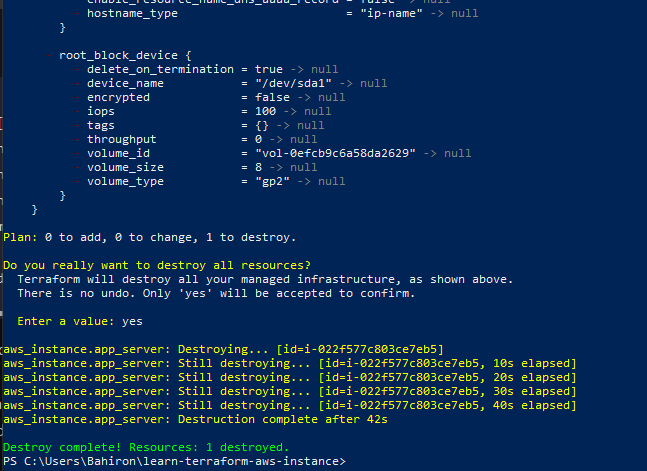 enable_resource_name_dns_aaaa_record = false -> null
hostname_type = "ip-name" -> null
}
root_block_device {
delete_on_termination = true -> null
device_name = "/dev/sda1" -> null
encrypted = false -> null
iops = 100 -> null
tags = {} -> null
throughput = 0 -> null
volume_id = "vol-0efcb9c6a58da2629" -> null
volume_size = 8 -> null
volume_type = "gp2" -> null
}
}
Plan: 0 to add, 0 to change, 1 to destroy.
Do you really want to destroy all resources?
Terraform will destroy all your managed infrastructure, as shown above.
There is no undo. Only 'yes' will be accepted to confirm.
Enter a value: yes
aws_instance.app_server: Destroying... [id=i-022f577c803ce7eb5]
aws_instance.app_server: Still destroying... [id=i-022f577c803ce7eb5, 10s elapsed]
aws_instance.app_server: Still destroying... [id=i-022f577c803ce7eb5, 20s elapsed]
aws_instance.app_server: Still destroying... [id=i-022f577c803ce7eb5, 30s elapsed]
aws_instance.app_server: Still destroying... [id=i-022f577c803ce7eb5, 40s elapsed]
aws_instance.app_server: Destruction complete after 42s
Destroy complete! Resources: 1 destroyed.
PS C:\Users\Bahiron\learn-terraform-aws-instance>